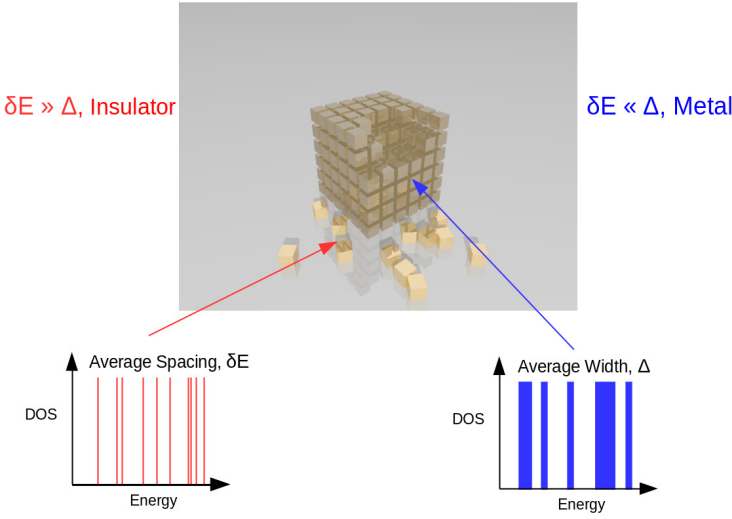 δE » Δ, Insulator
δE « Δ, Metal
Average Spacing, δE
DOS
Energy
Average Width, Δ
DOS
Energy